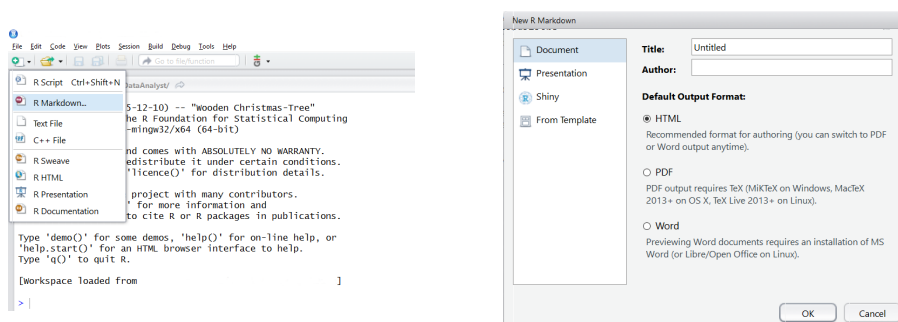 File Edit Code View Plots Session Build Debug Tools Help
Go to file/function
R Script Ctrl+Shift+N
R Markdown...
Text File
C++ File
R Sweave
R HTML
R Presentation
R Documentation
DataAnalyst/
5-12-10) -- "Wooden Christmas-Tree"
he R Foundation for Statistical Computing
-mingw32/x64 (64-bit)
nd comes with ABSOLUTELY NO WARRANTY.
edistribute it under certain conditions.
'licence()' for distribution details.
project with many contributors.
' for more information and
to cite R or R packages in publications.
Type 'demo()' for some demos, 'help()' for on-line help, or
'help.start()' for an HTML browser interface to help.
Type 'q()' to quit R.
[Workspace loaded from ]
>
New R Markdown
Document
Presentation
Shiny
From Template
Title: Untitled
Author:
Default Output Format:
HTML
Recommended format for authoring (you can switch to PDF
or Word output anytime).
PDF
PDF output requires TeX (MiKTeX on Windows, MacTeX
2013+ on OS X, TeX Live 2013+ on Linux).
Word
Previewing Word documents requires an installation of MS
Word (or Libre/Open Office on Linux).
OK Cancel